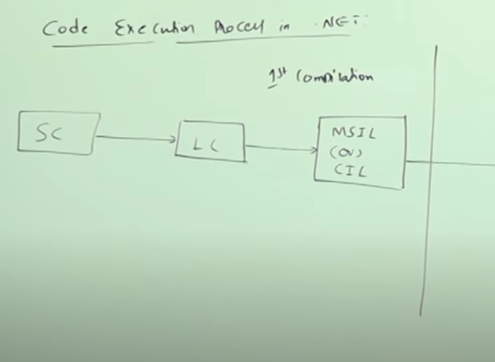 Code Execution Process in .NET:
1st Compilation
SC
LC
MSIL
(or)
CIL